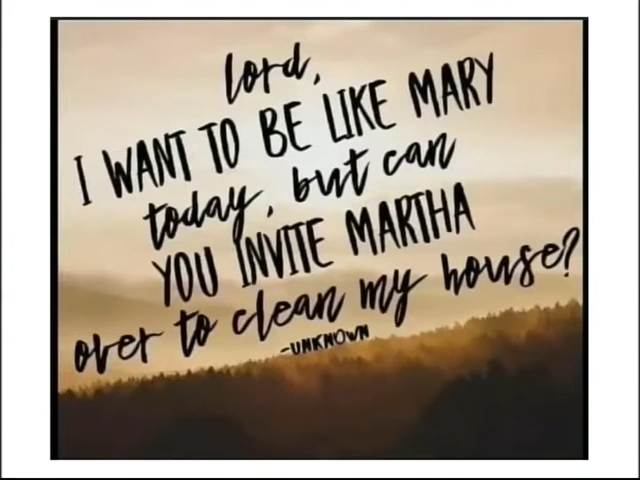 lord,
I WANT TO BE LIKE MARY
today, but can
YOU INVITE MARTHA
over to clean my house?
-UNKNOWN